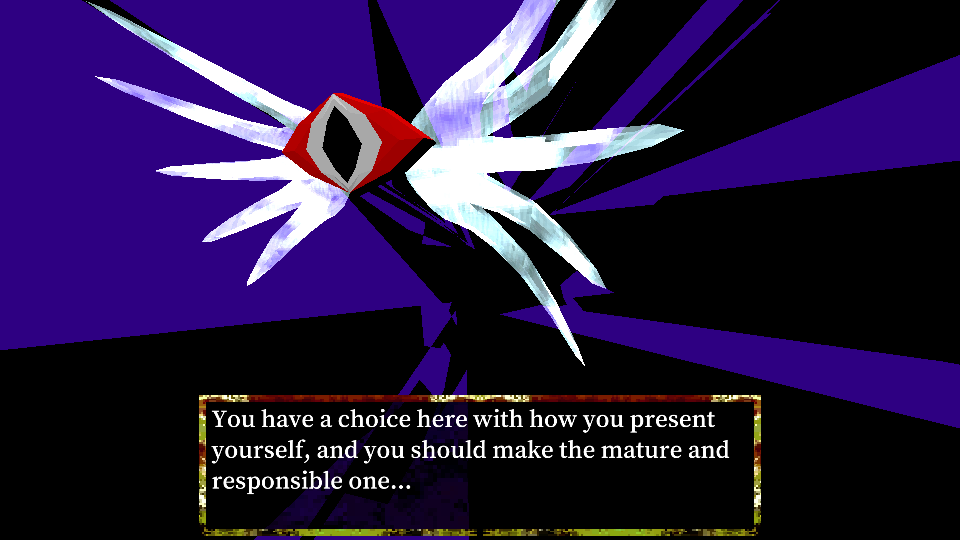 You have a choice here with how you present
yourself, and you should make the mature and
responsible one...